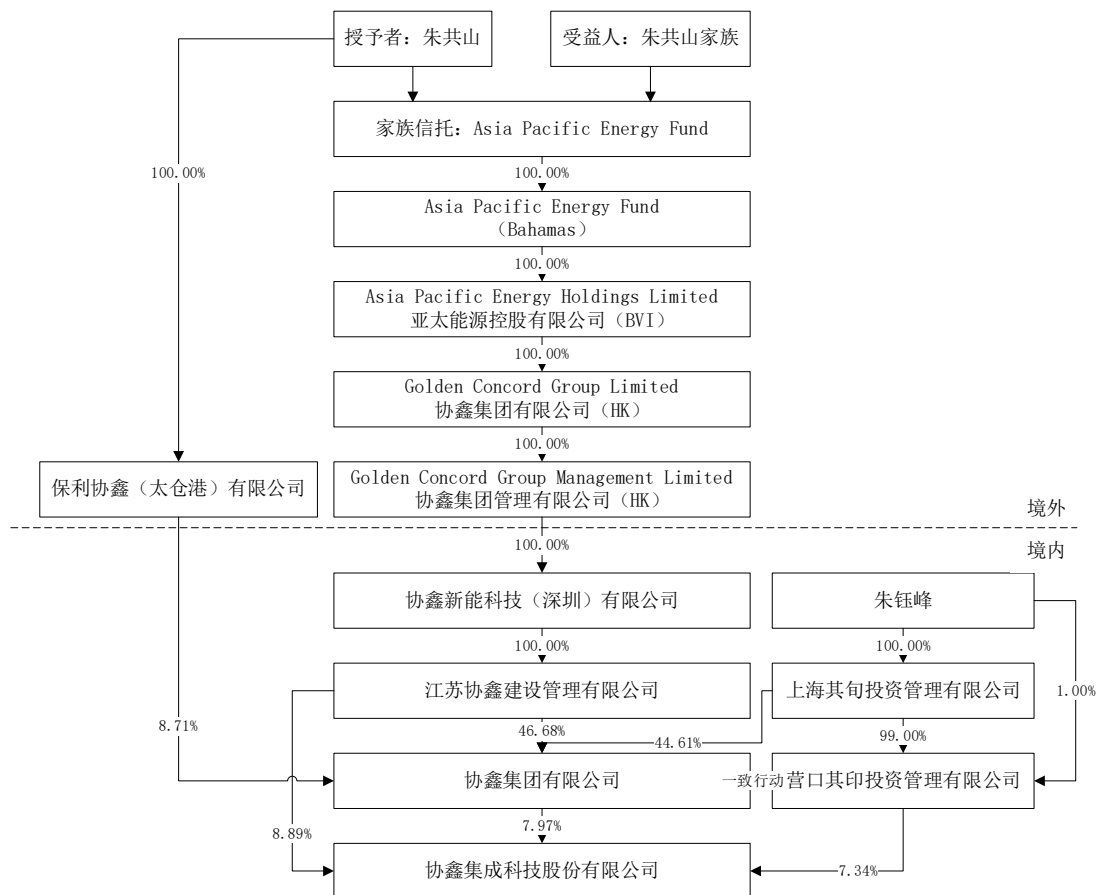 授予者：朱共山
受益人：朱共山家族
家族信托：Asia Pacific Energy Fund
100.00%
100.00%
Asia Pacific Energy Fund
（Bahamas）
100.00%
Asia Pacific Energy Holdings Limited
亚太能源控股有限公司（BVI）
100.00%
Golden Concord Group Limited
协鑫集团有限公司（HK）
100.00%
保利协鑫（太仓港）有限公司
Golden Concord Group Management Limited
协鑫集团管理有限公司（HK）
境外
100.00%
境内
协鑫新能科技（深圳）有限公司
朱钰峰
100.00%
100.00%
江苏协鑫建设管理有限公司
上海其旬投资管理有限公司
1.00%
8.71%
46.68%
44.61%
99.00%
协鑫集团有限公司
一致行动
营口其印投资管理有限公司
7.97%
8.89%
协鑫集成科技股份有限公司
7.34%